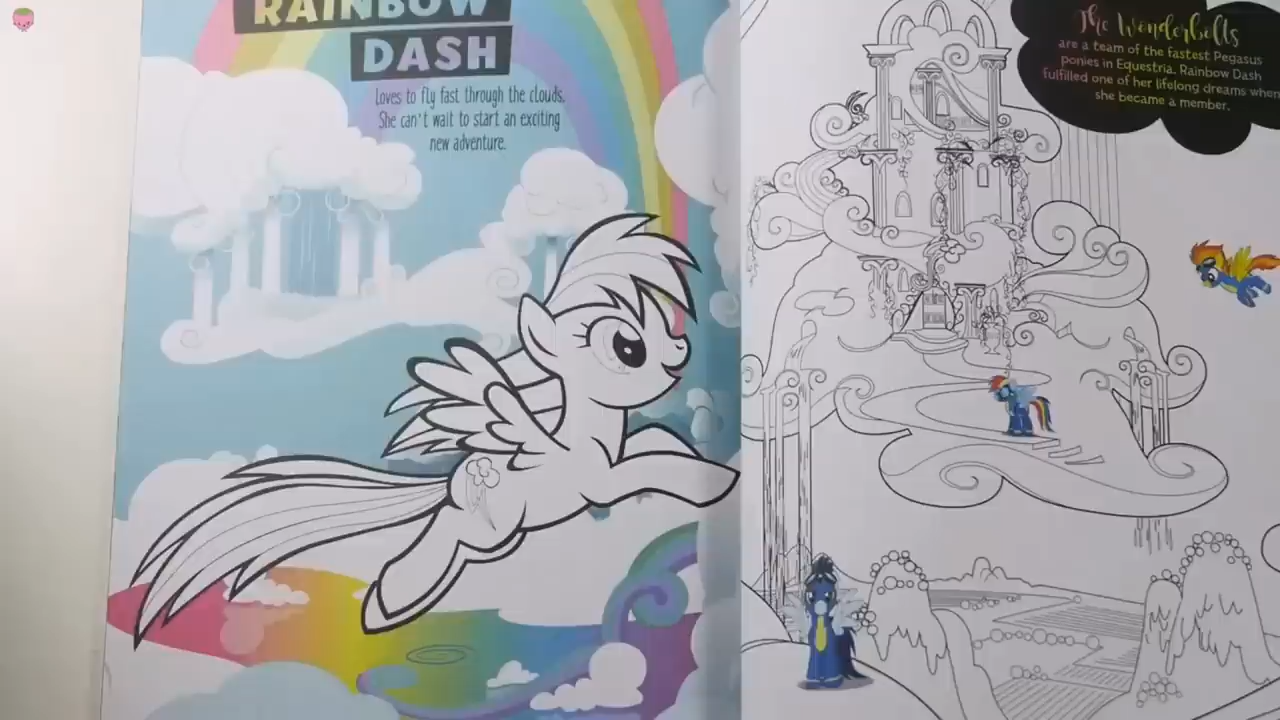 RAINBOW
DASH
Loves to fly fast through the clouds.
She can't wait to start an exciting
new adventure.
The Wonderbolts
are a team of the fastest Pegasus
ponies in Equestria. Rainbow Dash
fulfilled one of her lifelong dreams when
she became a member.